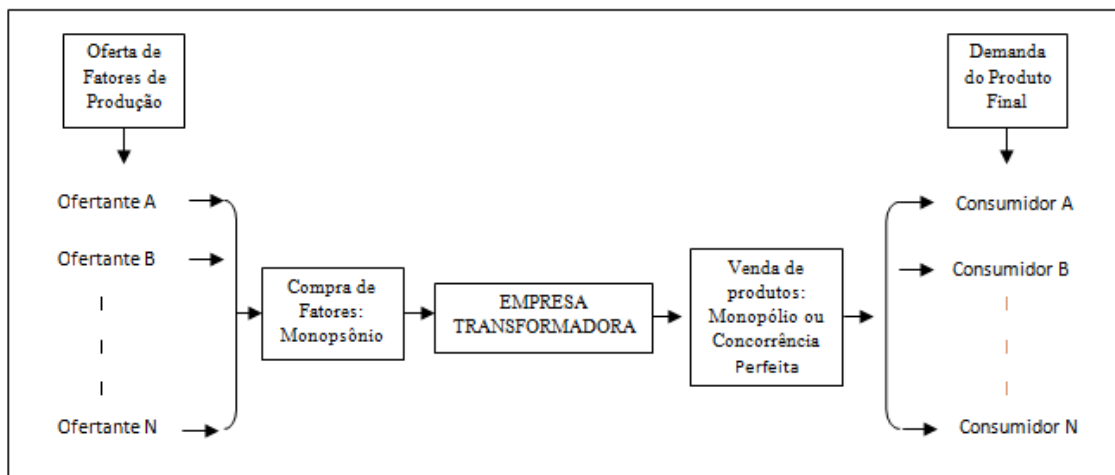 Oferta de
Fatores de
Produção
Demanda
do Produto
Final
Ofertante A
Consumidor A
Ofertante B
Consumidor B
Compra de
Fatores:
Monopsônio
EMPRESA
TRANSFORMADORA
Venda de
produtos:
Monopólio ou
Concorrência
Perfeita
Ofertante N
Consumidor N